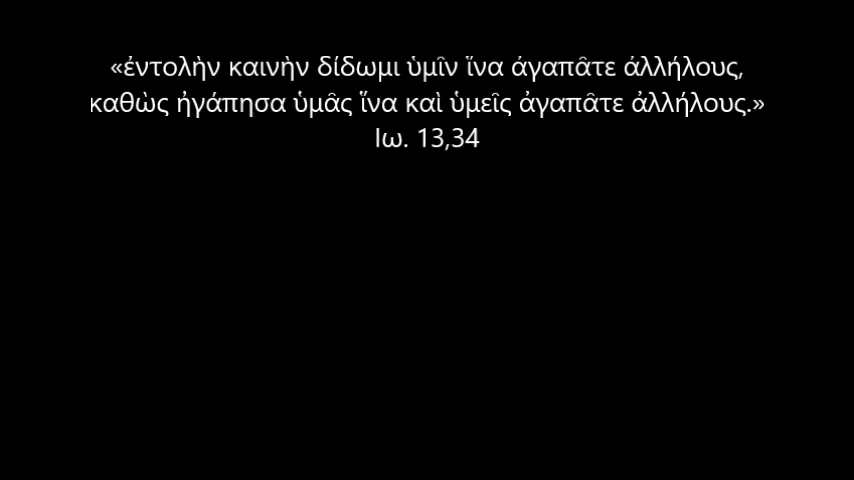 «ἐντολὴν καινὴν δίδωμι ὑμῖν ἵνα ἀγαπᾶτε ἀλλήλους,
καθὼς ἠγάπησα ὑμᾶς ἵνα καὶ ὑμεῖς ἀγαπᾶτε ἀλλήλους.»
Ιω. 13,34